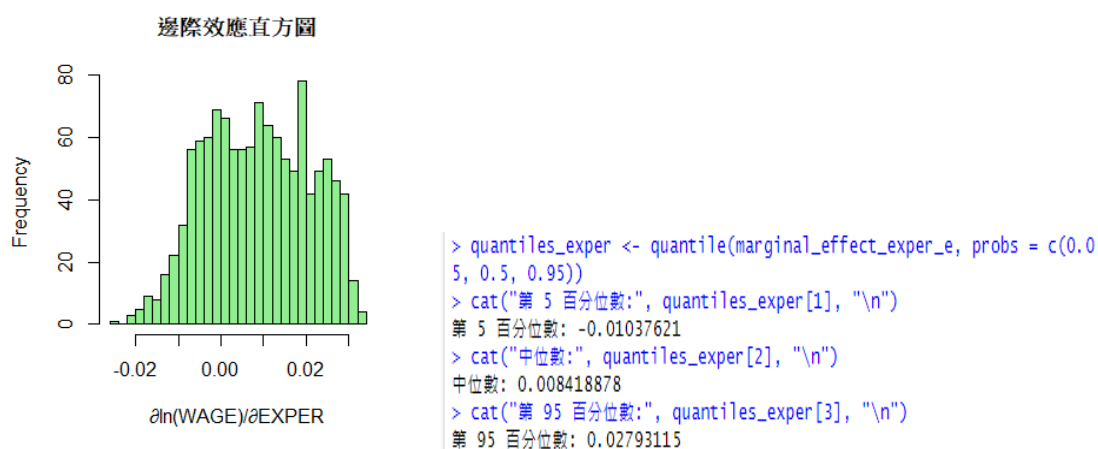 邊際效應直方圖
Frequency
80
60
40
20
0
-0.02 0.00 0.02
∂ln(WAGE)/∂EXPER
> quantiles_exper <- quantile(marginal_effect_exper_e, probs = c(0.0
5, 0.5, 0.95))
> cat("第 5 百分位數:", quantiles_exper[1], "\n")
第 5 百分位數: -0.01037621
> cat("中位數:", quantiles_exper[2], "\n")
中位數: 0.008418878
> cat("第 95 百分位數:", quantiles_exper[3], "\n")
第 95 百分位數: 0.02793115